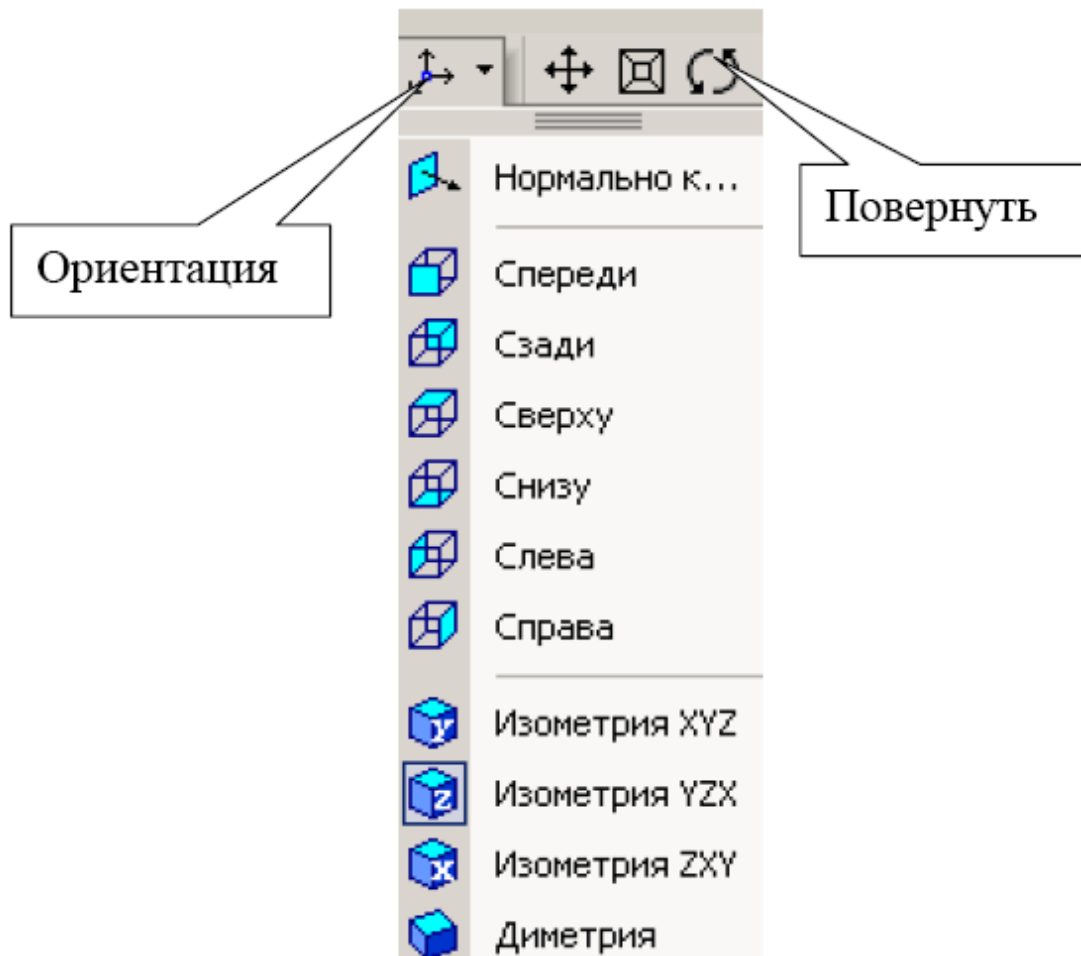 Ориентация
Повернуть
Нормально к...
Спереди
Сзади
Сверху
Снизу
Слева
Справа
y Изометрия XYZ
z Изометрия YZX
x Изометрия ZXY
Диметрия